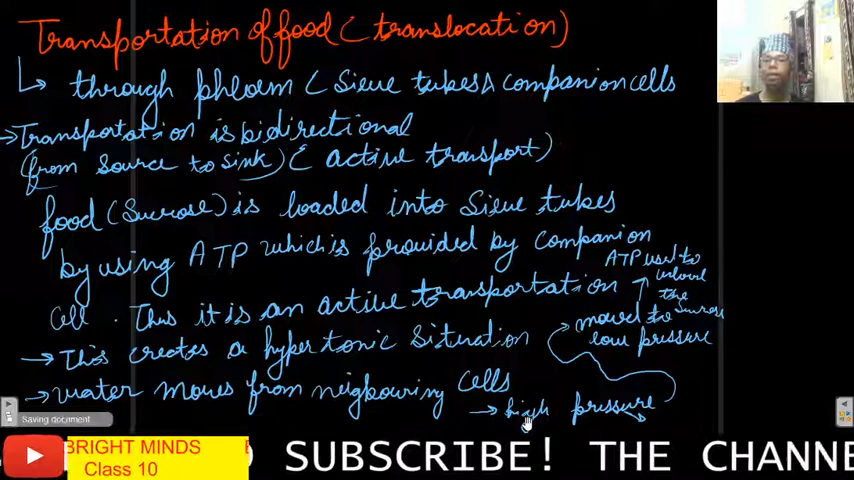 Transportation of food ( translocation)
through phloem ( Sieve tubes & companion cells
→ Transportation is bidirectional
(from Source to Sink) ( active transport)
food (Sucrose) is loaded into Sieve tubes
by using ATP which is provided by companion
Cell . Thus it is an active transportation
→ This creates a hypertonic Situation
→ water moves from neigbouring cells
→ high pressure
→ moved to
low pressure
ATP used to
unload
the
Sucrose
Saving document
BRIGHT MINDS
Class 10
SUBSCRIBE! THE CHANNE